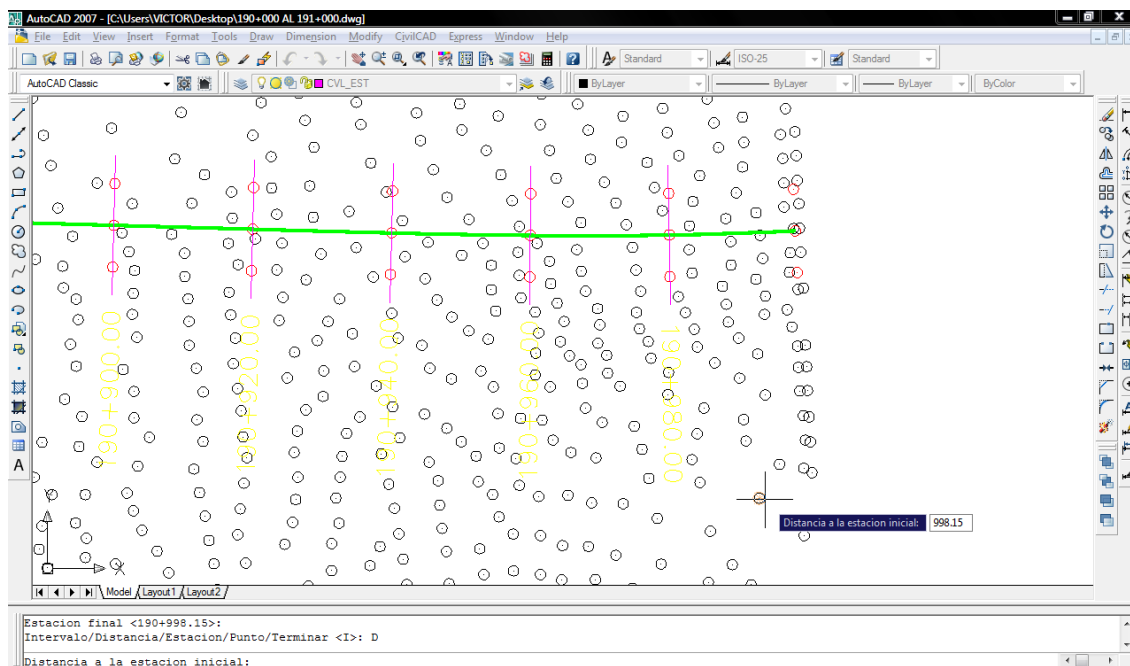 AutoCAD 2007 - [C:\Users\VICTOR\Desktop\190+000 AL 191+000.dwg]
File Edit View Insert Format Tools Draw Dimension Modify CivilCAD Express Window Help
Standard ISO-25 Standard
AutoCAD Classic CVL_EST ByLayer ByLayer ByLayer ByColor
190+900.00
190+920.00
190+940.00
190+960.00
190+980.00
Distancia a la estacion inicial: 998.15
Y
X
Model Layout1 Layout2
Estacion final <190+998.15>:
Intervalo/Distancia/Estacion/Punto/Terminar <I>: D
Distancia a la estacion inicial: